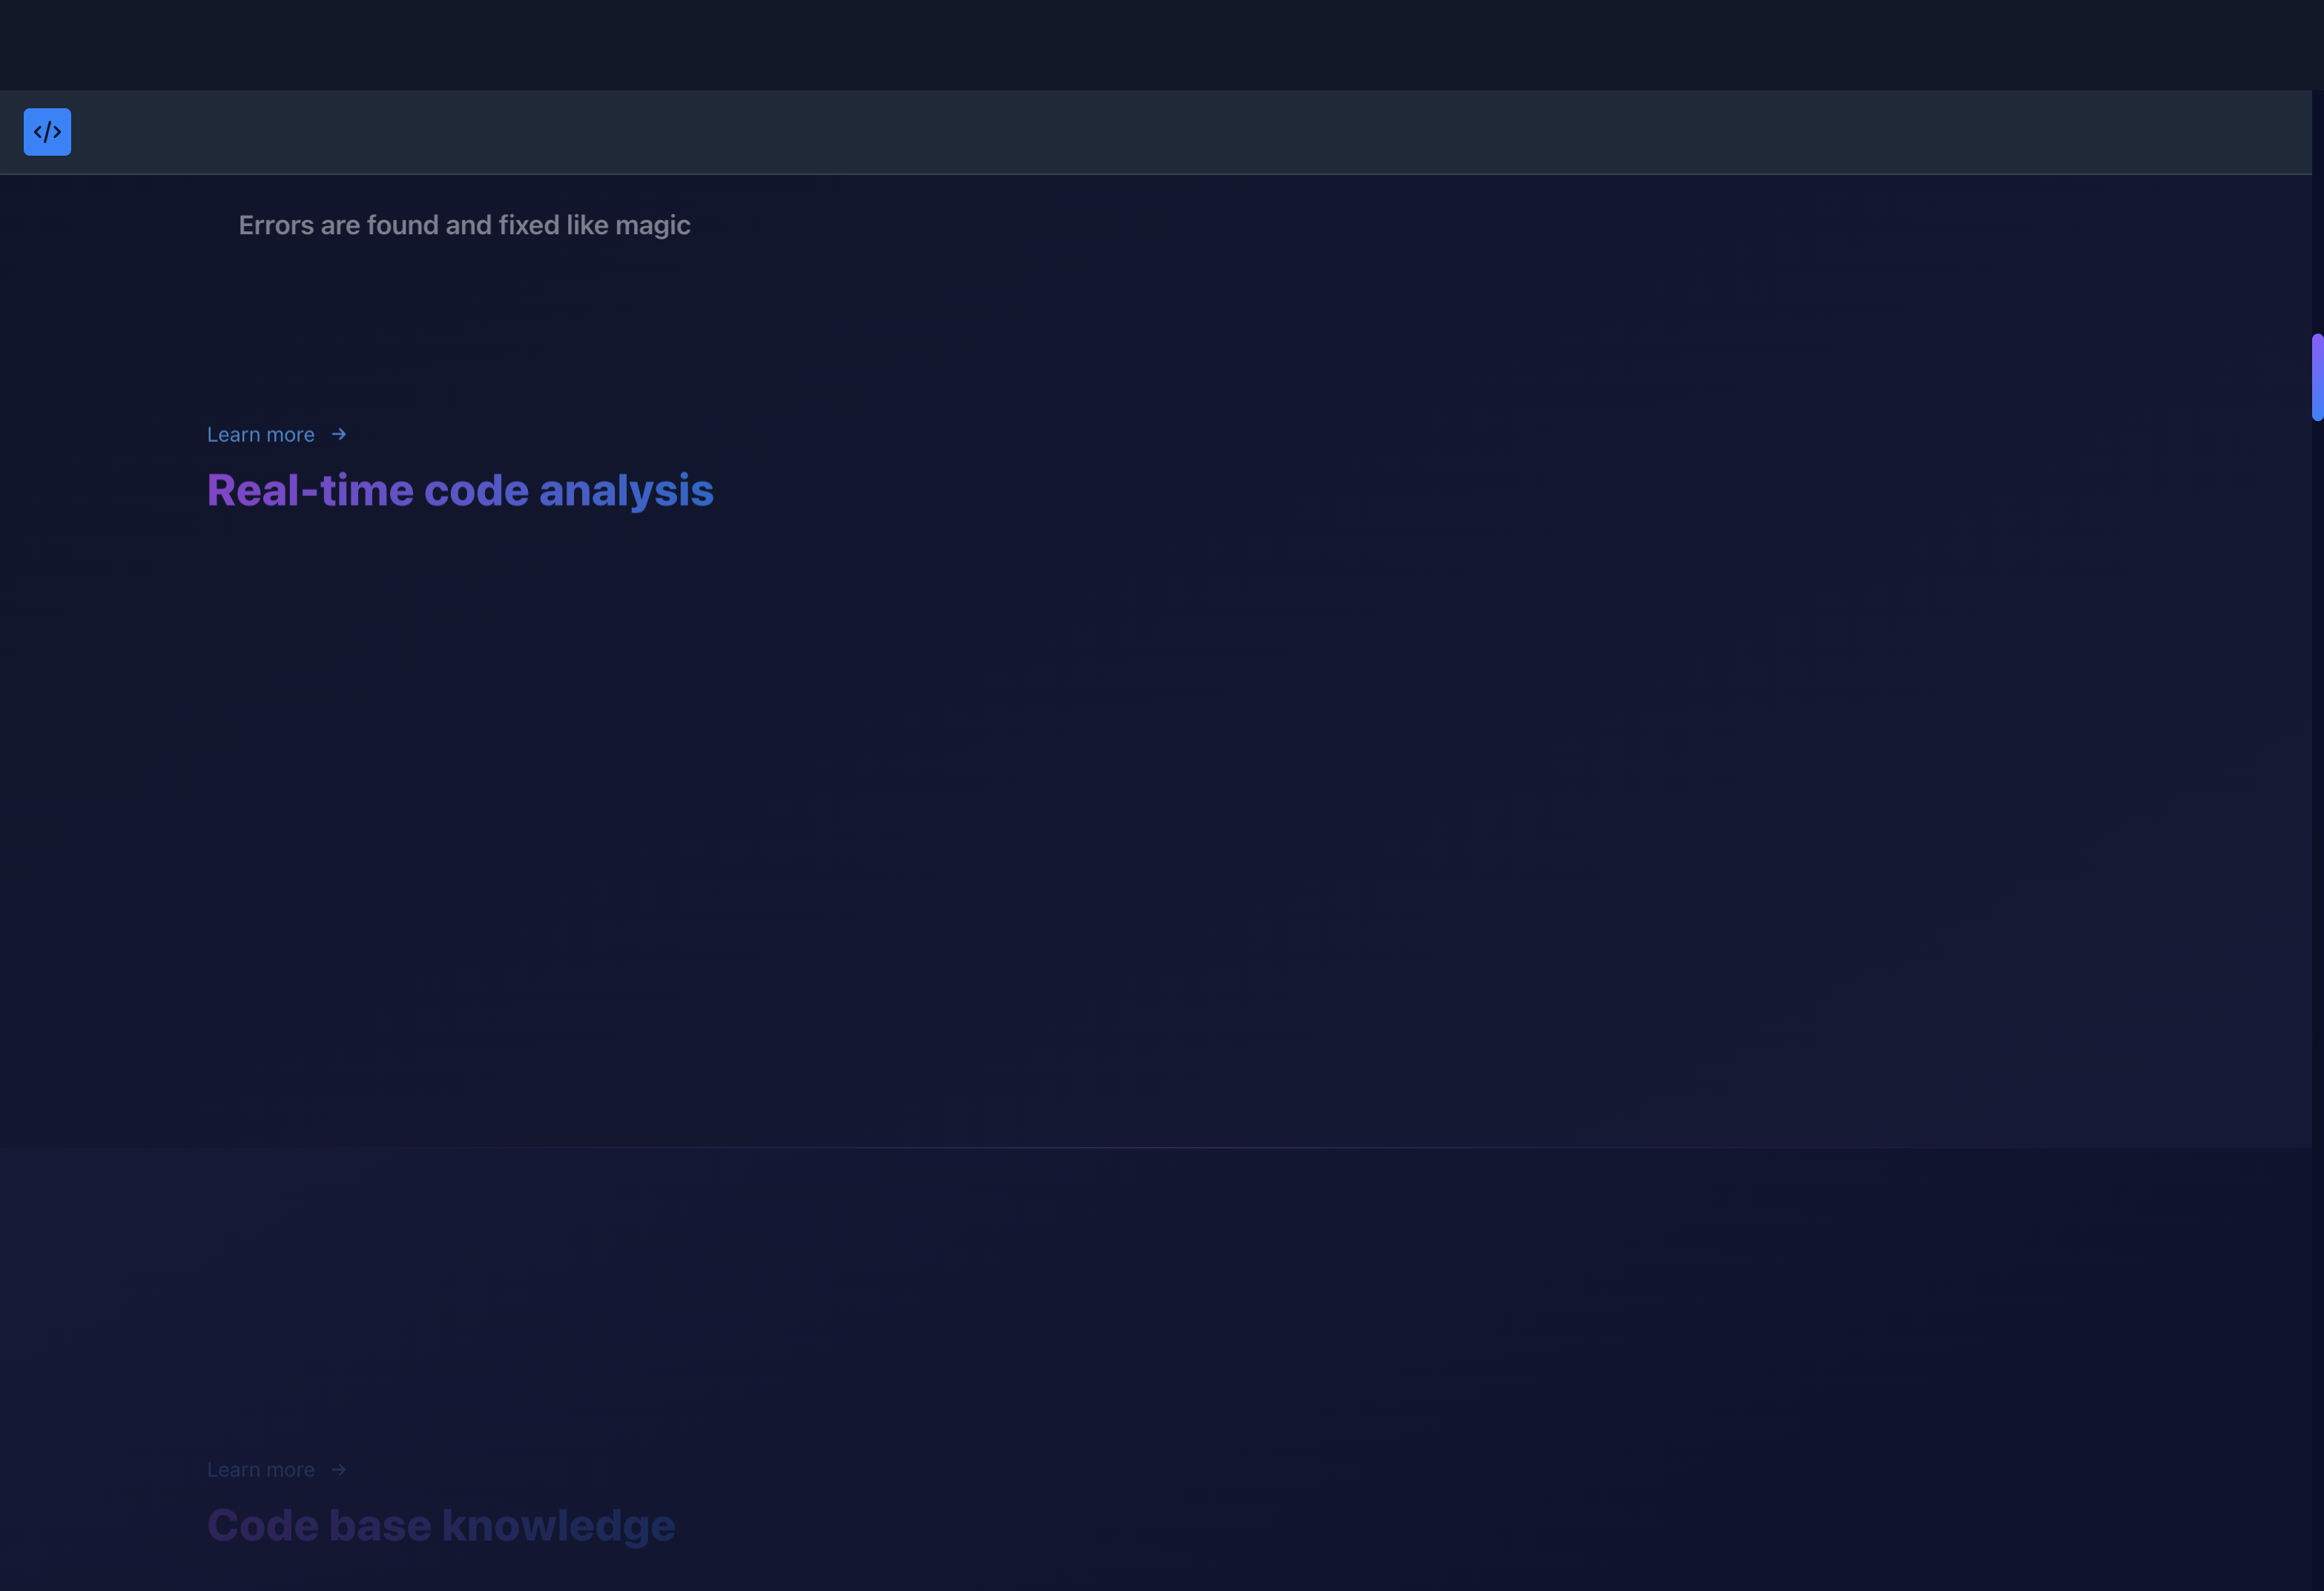 Errors are found and fixed like magic
Learn more →
Real-time code analysis
Learn more →
Code base knowledge